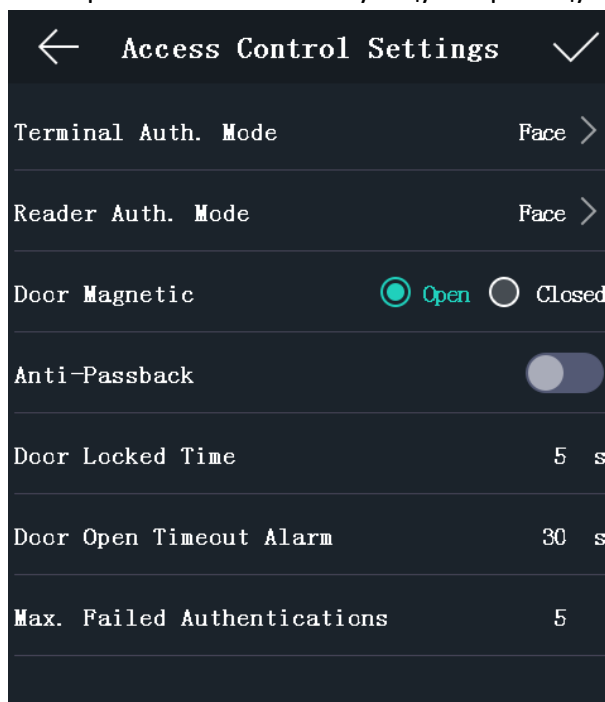 Access Control Settings
Terminal Auth. Mode Face
Reader Auth. Mode Face
Door Magnetic Open Closed
Anti-Passback
Door Locked Time 5 s
Door Open Timeout Alarm 30 s
Max. Failed Authentications 5